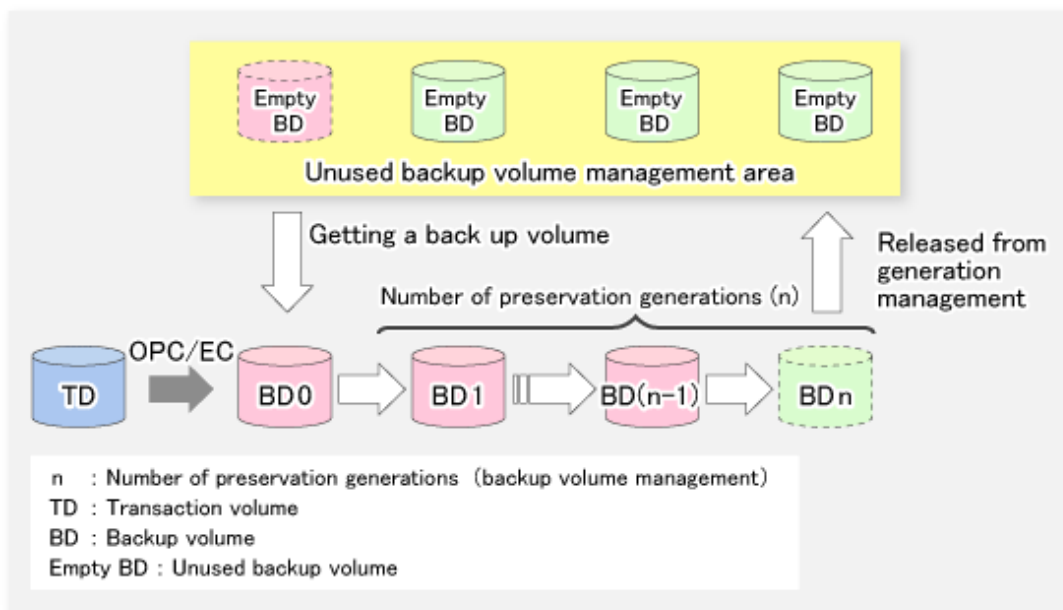 Empty
BD
Empty
BD
Empty
BD
Empty
BD
Unused backup volume management area
Getting a back up volume
Released from
generation
management
Number of preservation generations (n)
OPC/EC
TD
BD0
BD1
BD(n-1)
BDn
n : Number of preservation generations (backup volume management)
TD : Transaction volume
BD : Backup volume
Empty BD : Unused backup volume